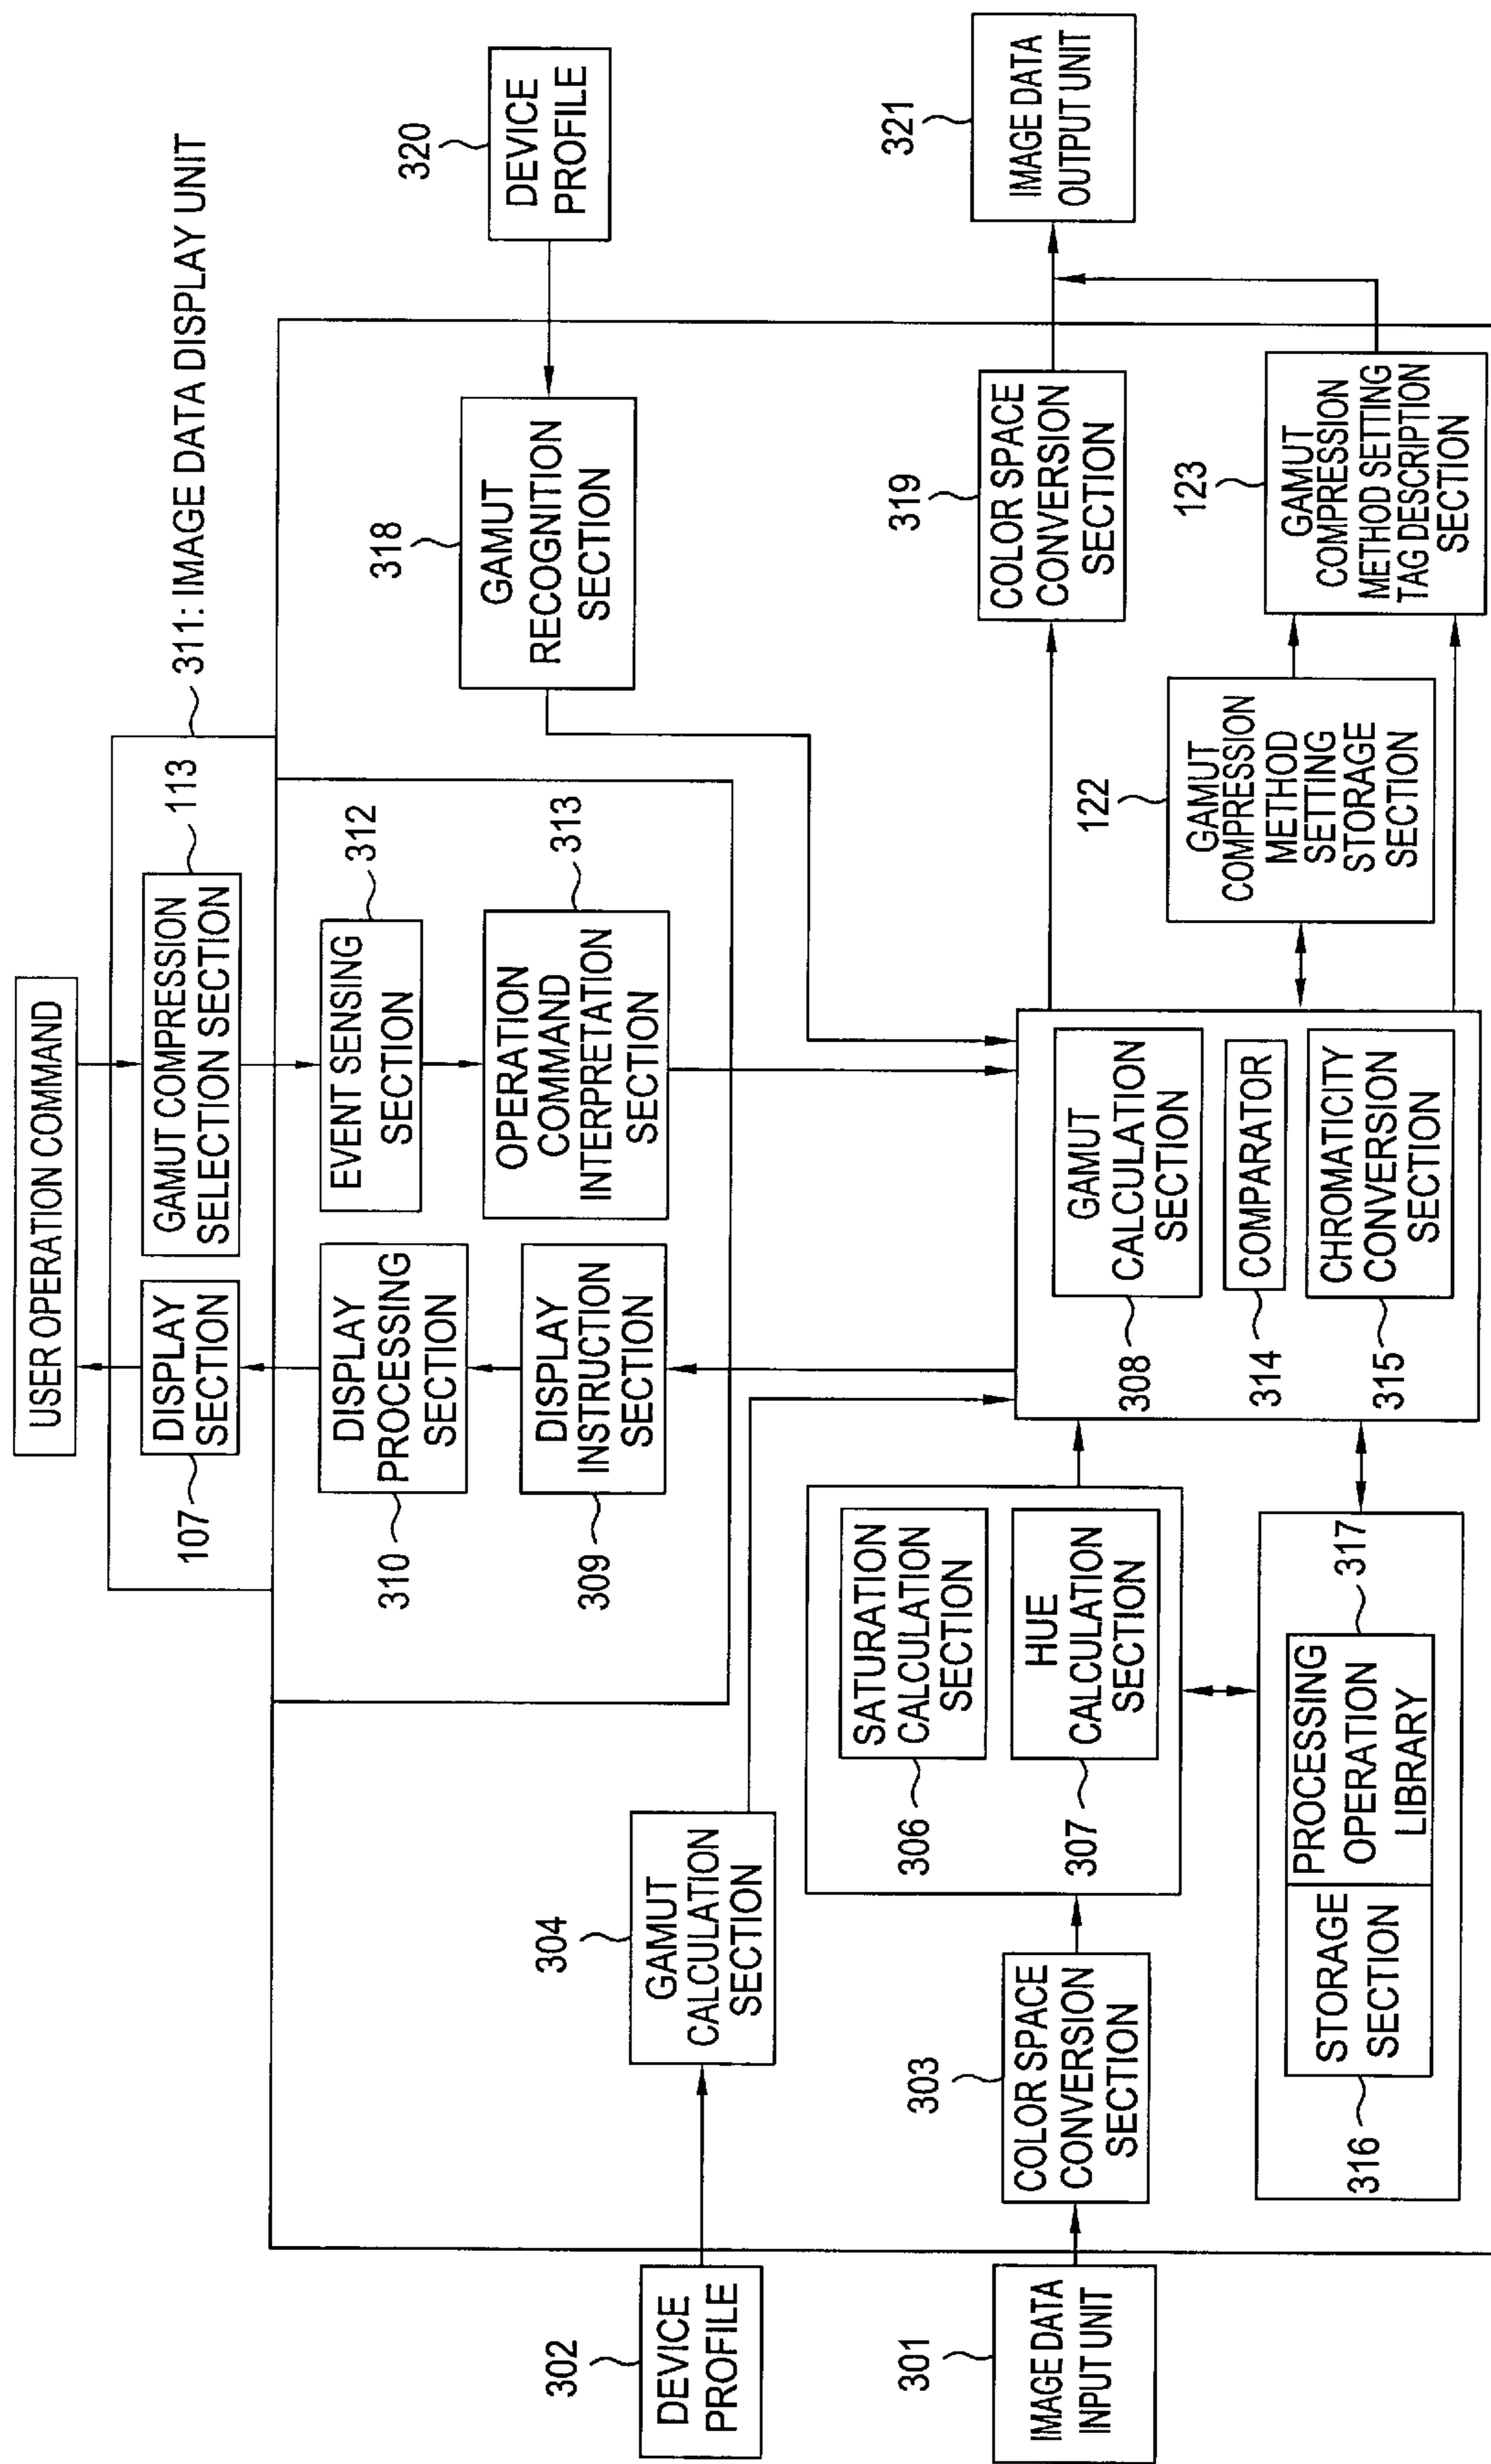 USER OPERATION COMMAND
311: IMAGE DATA DISPLAY UNIT
107
DISPLAY
SECTION
GAMUT COMPRESSION
SELECTION SECTION
113
310
DISPLAY
PROCESSING
SECTION
EVENT SENSING
SECTION
312
309
DISPLAY
INSTRUCTION
SECTION
OPERATION
COMMAND
INTERPRETATION
SECTION
313
318
GAMUT
RECOGNITION
SECTION
320
DEVICE
PROFILE
302
DEVICE
PROFILE
304
GAMUT
CALCULATION
SECTION
301
IMAGE DATA
INPUT UNIT
303
COLOR SPACE
CONVERSION
SECTION
306
SATURATION
CALCULATION
SECTION
307
HUE
CALCULATION
SECTION
308
GAMUT
CALCULATION
SECTION
314
COMPARATOR
315
CHROMATICITY
CONVERSION
SECTION
316
STORAGE
SECTION
PROCESSING
OPERATION
LIBRARY
317
319
COLOR SPACE
CONVERSION
SECTION
321
IMAGE DATA
OUTPUT UNIT
122
GAMUT
COMPRESSION
METHOD
SETTING
STORAGE
SECTION
123
GAMUT
COMPRESSION
METHOD SETTING
TAG DESCRIPTION
SECTION